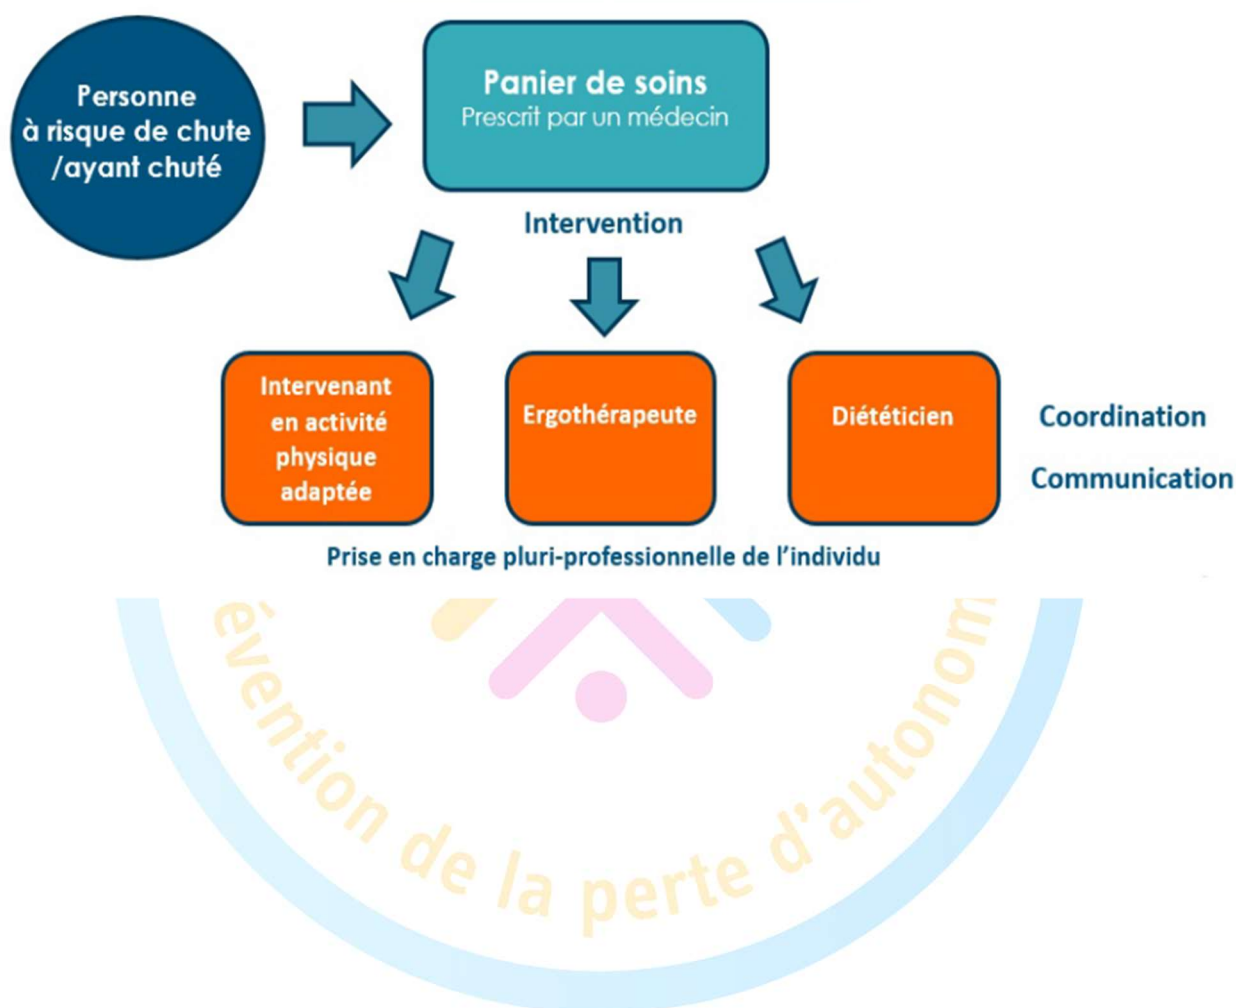 Personne
à risque de chute
/ayant chuté
Panier de soins
Prescrit par un médecin
Intervention
Intervenant
en activité
physique
adaptée
Ergothérapeute
Diététicien
Coordination
Communication
Prise en charge pluri-professionnelle de l'individu
évention de la perte d'autonom